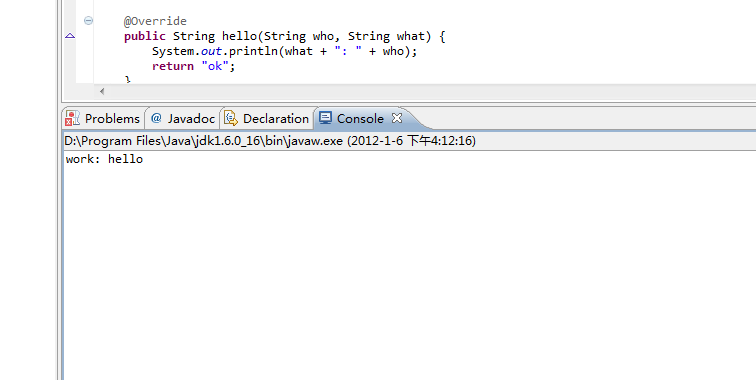 @Override
public String hello(String who, String what) {
System.out.println(what + ": " + who);
return "ok";
}
Problems @ Javadoc Declaration Console
D:\Program Files\Java\jdk1.6.0_16\bin\javaw.exe (2012-1-6 下午4:12:16)
work: hello